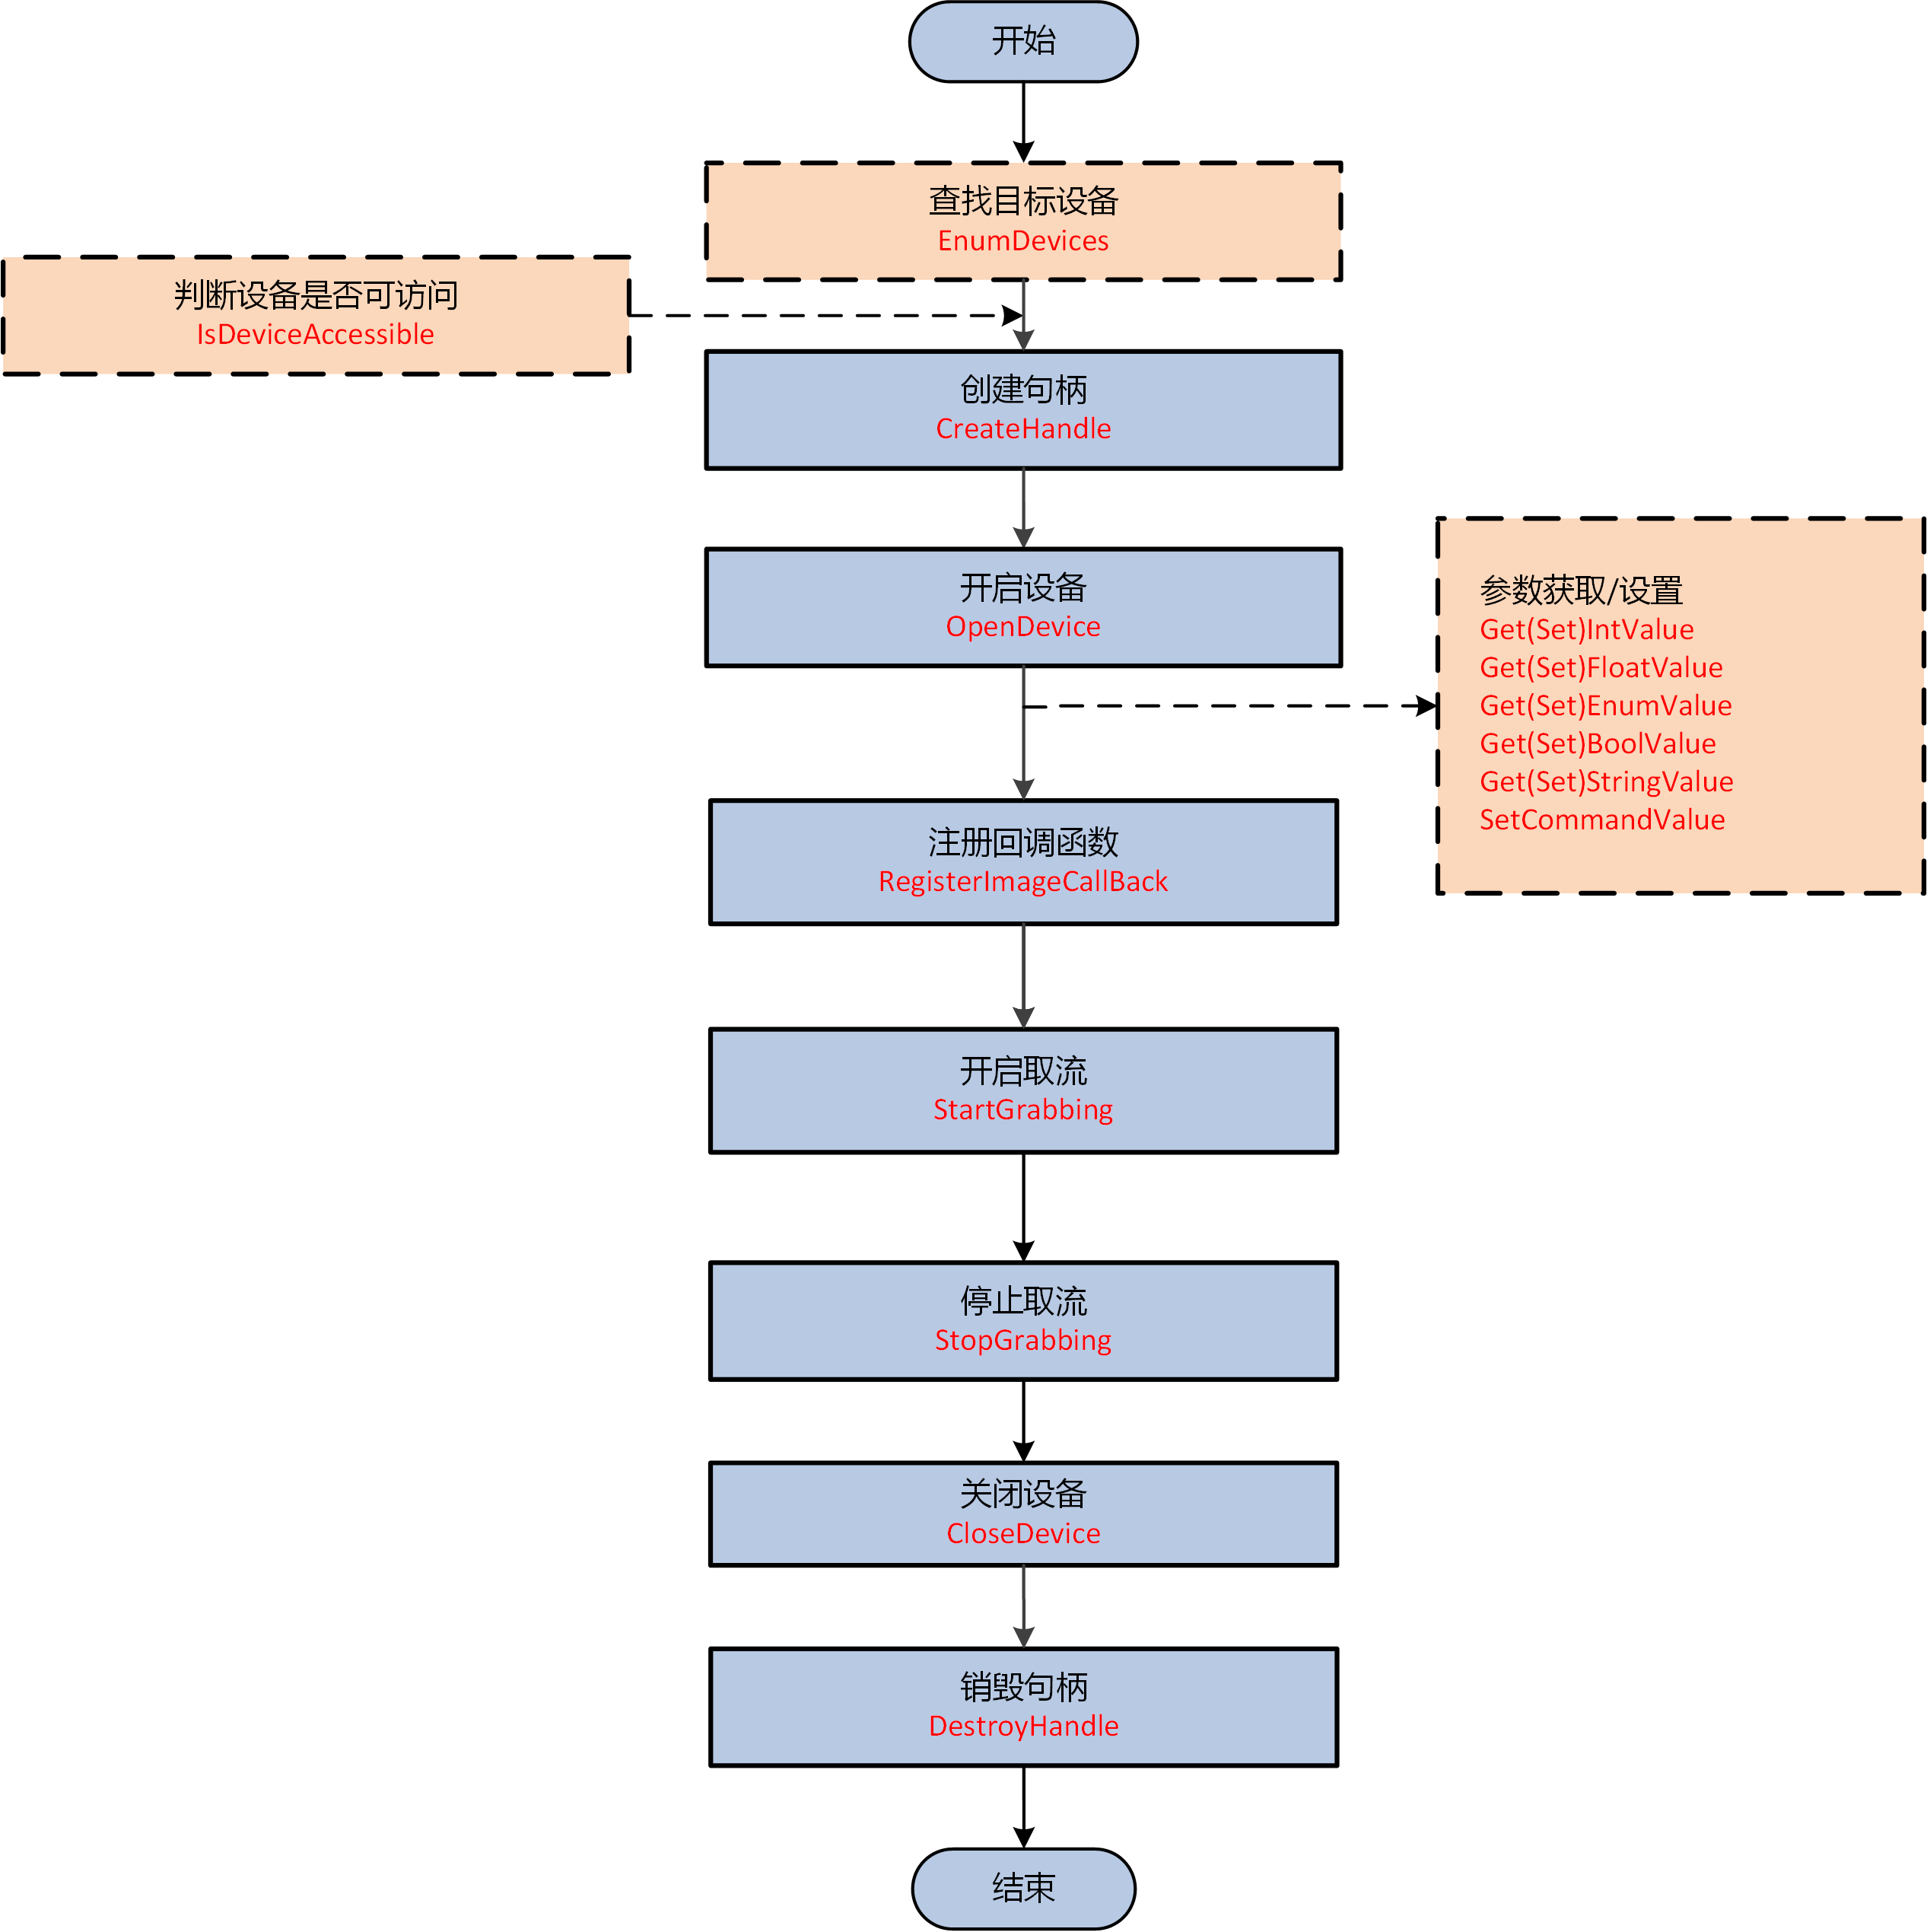 开始
查找目标设备
EnumDevices
判断设备是否可访问
IsDeviceAccessible
创建句柄
CreateHandle
开启设备
OpenDevice
参数获取/设置
Get(Set)IntValue
Get(Set)FloatValue
Get(Set)EnumValue
Get(Set)BoolValue
Get(Set)StringValue
SetCommandValue
注册回调函数
RegisterImageCallBack
开启取流
StartGrabbing
停止取流
StopGrabbing
关闭设备
CloseDevice
销毁句柄
DestroyHandle
结束